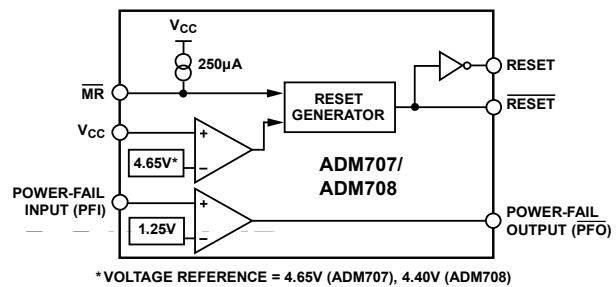 VCC
250µA
MR
RESET
GENERATOR
RESET
RESET
VCC
4.65V*
ADM707/
ADM708
POWER-FAIL
INPUT (PFI)
1.25V
POWER-FAIL
OUTPUT (PFO)
*VOLTAGE REFERENCE = 4.65V (ADM707), 4.40V (ADM708)